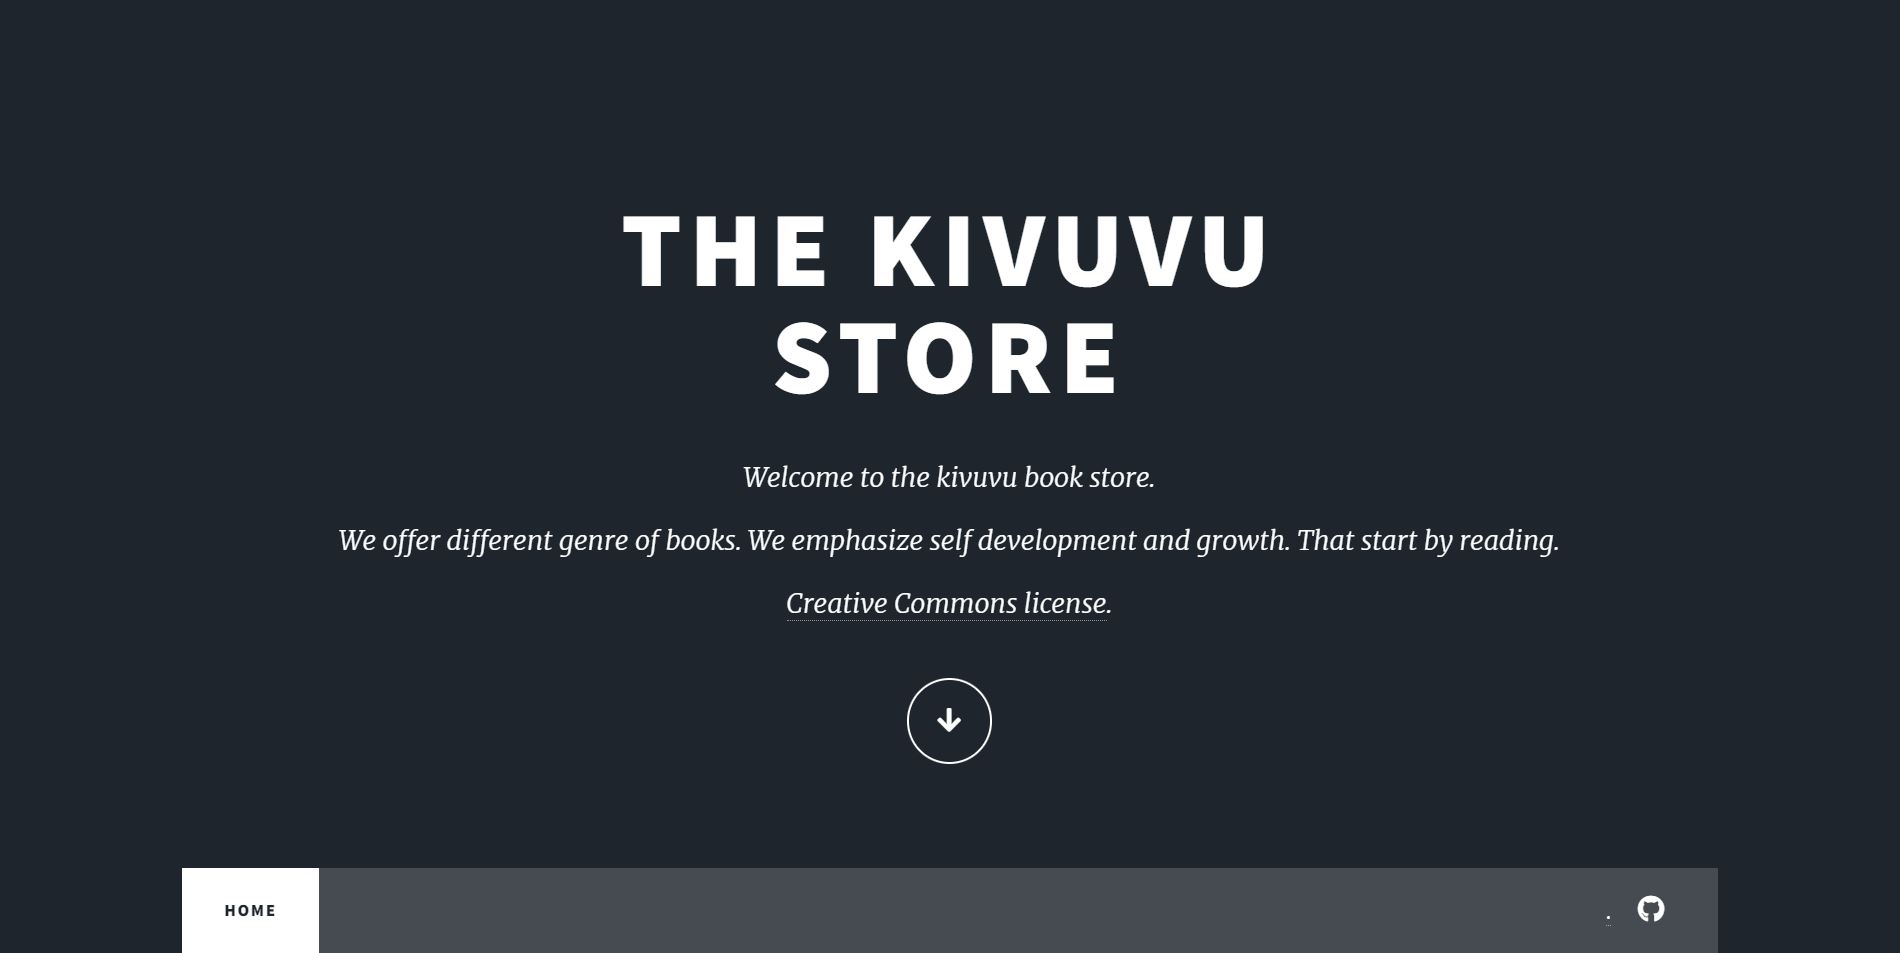 THE KIVUVU
STORE
Welcome to the kivuvu book store.
We offer different genre of books. We emphasize self development and growth. That start by reading.
Creative Commons license.
HOME
.